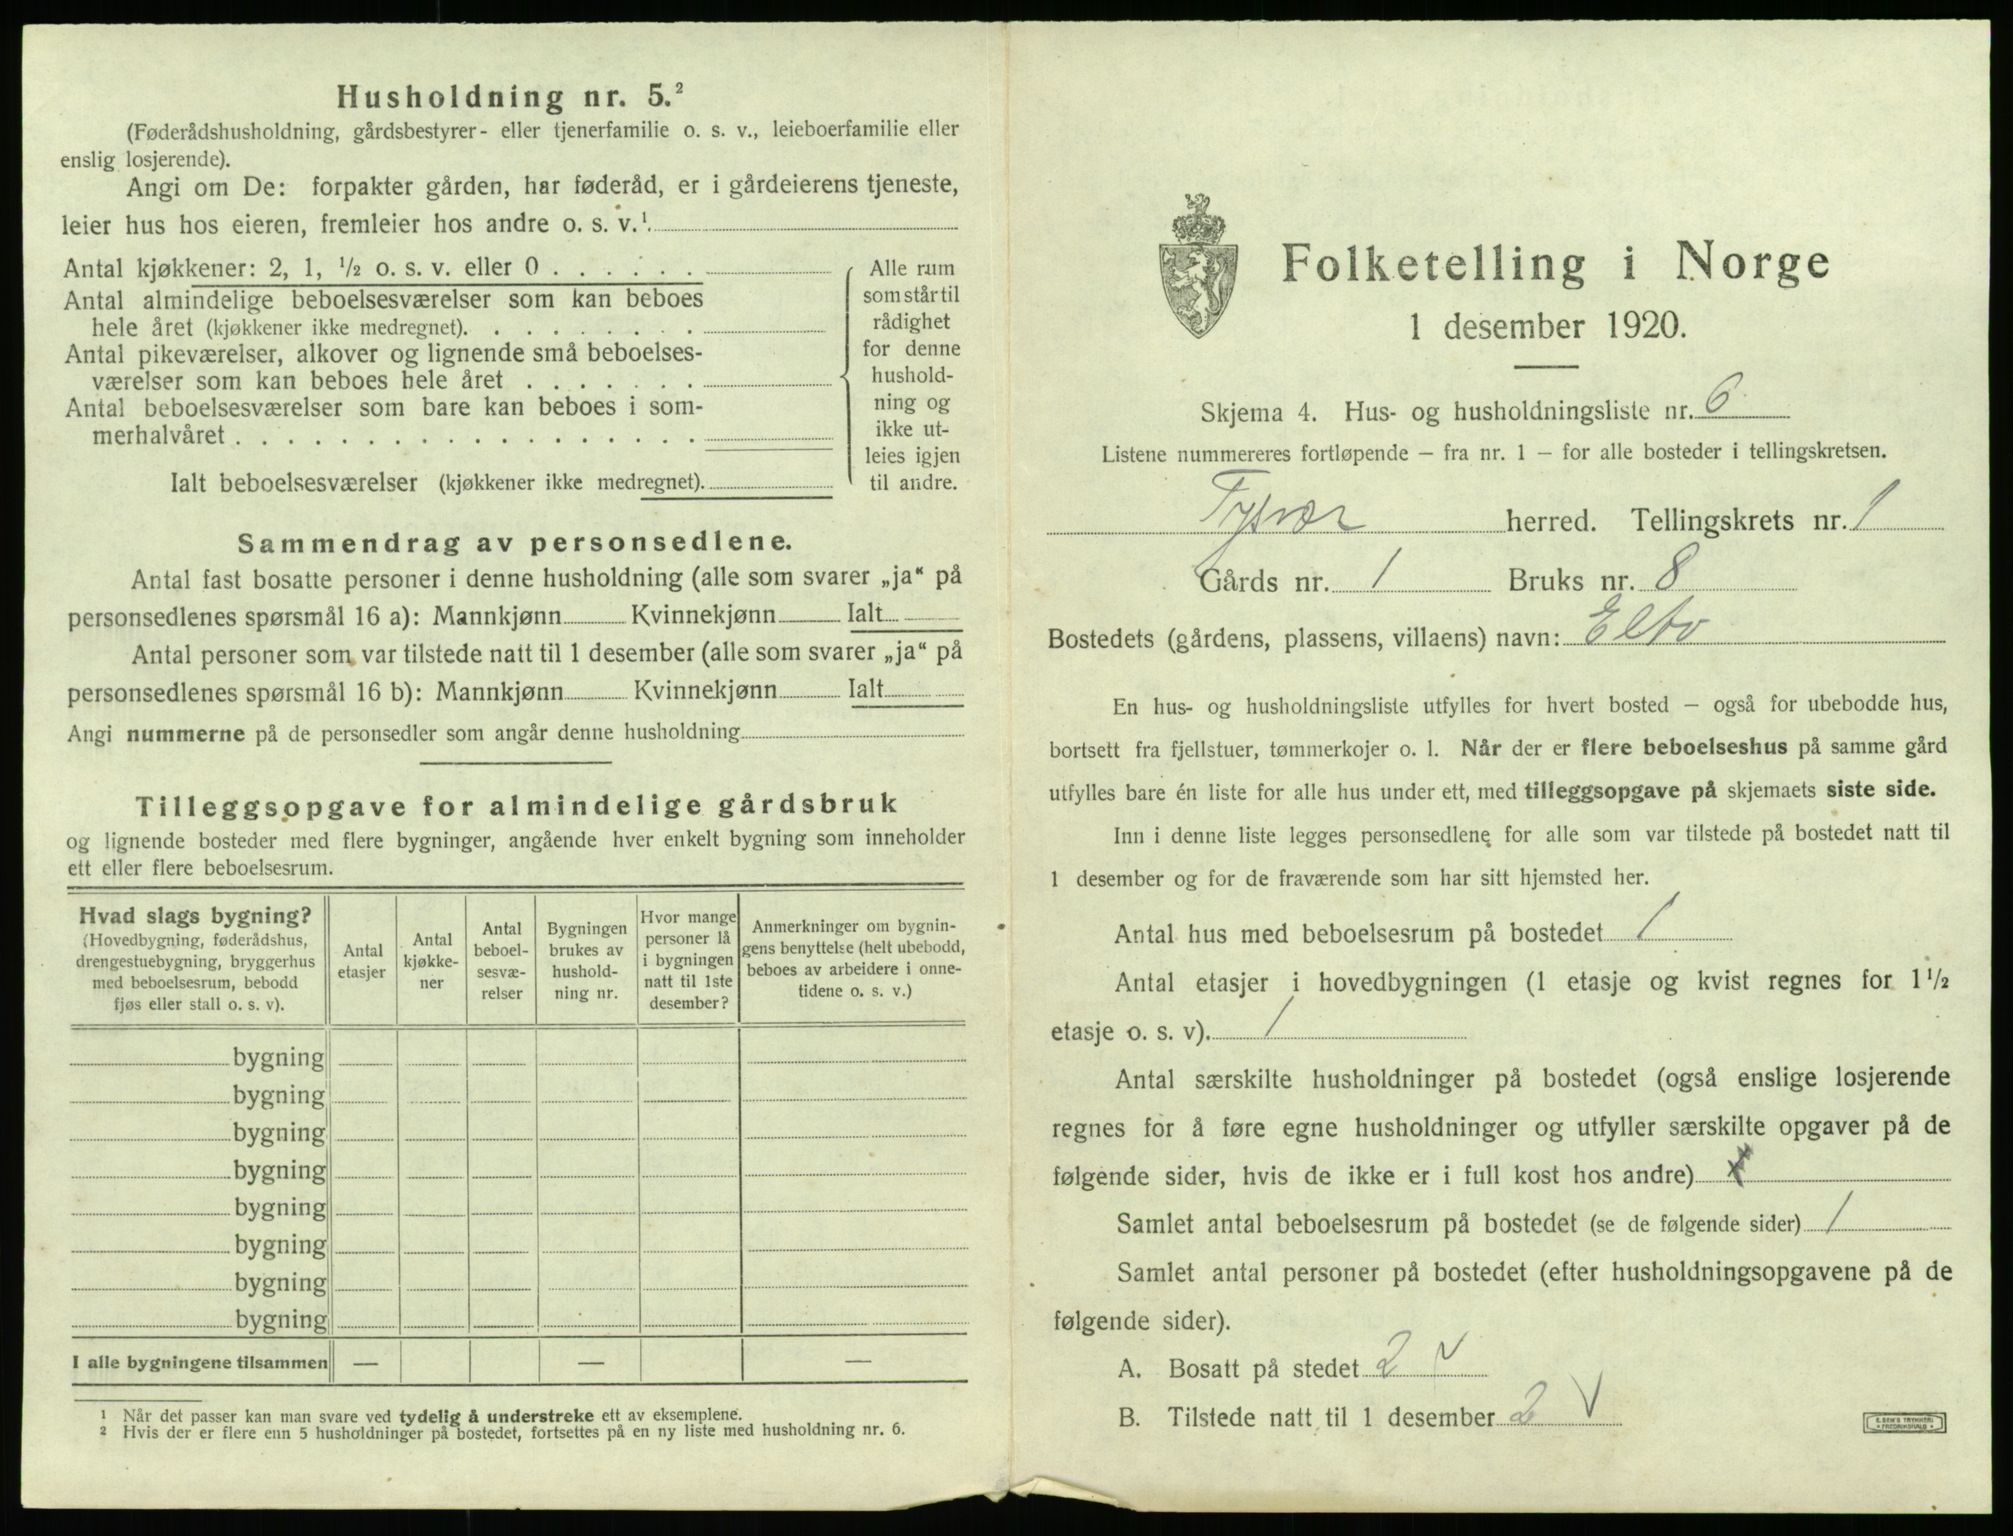 Husholdning nr. 5.²
(Føderådshusholdning, gårdsbestyrer- eller tjenerfamilie o. s. v., leieboerfamilie eller
enslig losjerende).
Angi om De: forpakter gården, har føderåd, er i gårdeierens tjeneste,
leier hus hos eieren, fremleier hos andre o. s. v.¹
Antal kjøkkener: 2, 1, ½ o. s. v. eller 0 . . . . . .
Antal almindelige beboelsesværelser som kan beboes
hele året (kjøkkener ikke medregnet). . . . . . . . .
Antal pikeværelser, alkover og lignende små beboelses-
værelser som kan beboes hele året . . . . . . .
Antal beboelsesværelser som bare kan beboes i som-
merhalvåret . . . . . . . . . . . . . . . . . .
Ialt beboelsesværelser (kjøkkener ikke medregnet).
Alle rum
som står til
rådighet
for denne
hushold-
ning og
ikke ut-
leies igjen
til andre.
Sammendrag av personsedlene.
Antal fast bosatte personer i denne husholdning (alle som svarer „ja“ på
personsedlenes spørsmål 16 a): Mannkjønn Kvinnekjønn Ialt
Antal personer som var tilstede natt til 1 desember (alle som svarer „ja“ på
personsedlenes spørsmål 16 b): Mannkjønn Kvinnekjønn Ialt
Angi nummerne på de personsedler som angår denne husholdning
Tilleggsopgave for almindelige gårdsbruk
og lignende bosteder med flere bygninger, angående hver enkelt bygning som inneholder
ett eller flere beboelsesrum.
Hvad slags bygning?
(Hovedbygning, føderådshus,
drengestuebygning, bryggerhus
med beboelsesrum, bebodd
fjøs eller stall o. s. v).
Antal
etasjer
Antal
kjøkke-
ner
Antal
beboel-
sesvæ-
relser
Bygningen
brukes av
hushold-
ning nr.
Hvor mange
personer lå
i bygningen
natt til 1ste
desember?
Anmerkninger om bygnin-
gens benyttelse (helt ubebodd,
beboes av arbeidere i onne-
tidene o. s. v.)
bygning
bygning
bygning
bygning
bygning
bygning
bygning
bygning
I alle bygningene tilsammen — — —
¹ Når det passer kan man svare ved tydelig å understreke ett av eksemplene.
² Hvis der er flere enn 5 husholdninger på bostedet, fortsettes på en ny liste med husholdning nr. 6.
Folketelling i Norge
1 desember 1920.
Skjema 4. Hus- og husholdningsliste nr. 6
Listene nummereres fortløpende – fra nr. 1 – for alle bosteder i tellingskretsen.
Tysvær herred. Tellingskrets nr. 1
Gårds nr. 1 Bruks nr. 8
Bostedets (gårdens, plassens, villaens) navn:
En hus- og husholdningsliste utfylles for hvert bosted – også for ubebodde hus,
bortsett fra fjellstuer, tømmerkojer o. l. Når der er flere beboelseshus på samme gård
utfylles bare én liste for alle hus under ett, med tilleggsopgave på skjemaets siste side.
Inn i denne liste legges personsedlene for alle som var tilstede på bostedet natt til
1 desember og for de fraværende som har sitt hjemsted her.
Antal hus med beboelsesrum på bostedet 1
Antal etasjer i hovedbygningen (1 etasje og kvist regnes for 1½
etasje o. s. v). 1
Antal særskilte husholdninger på bostedet (også enslige losjerende
regnes for å føre egne husholdninger og utfyller særskilte opgaver på de
følgende sider, hvis de ikke er i full kost hos andre)
Samlet antal beboelsesrum på bostedet (se de følgende sider) 1
Samlet antal personer på bostedet (efter husholdningsopgavene på de
følgende sider).
A. Bosatt på stedet 2 ✓
B. Tilstede natt til 1 desember 2 ✓